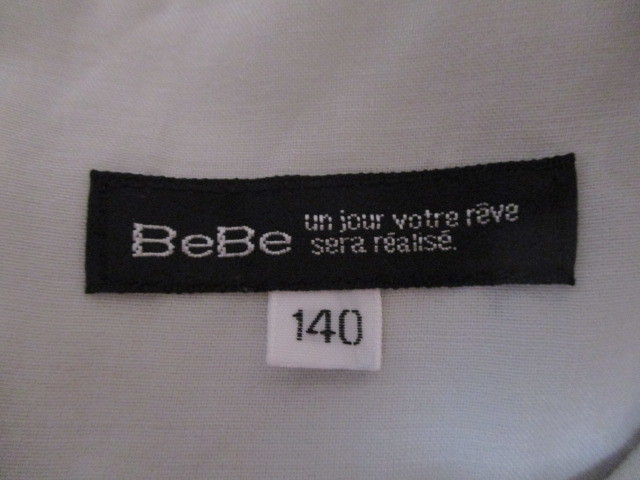 BeBe
un jour votre rêve
sera réalisé.
140